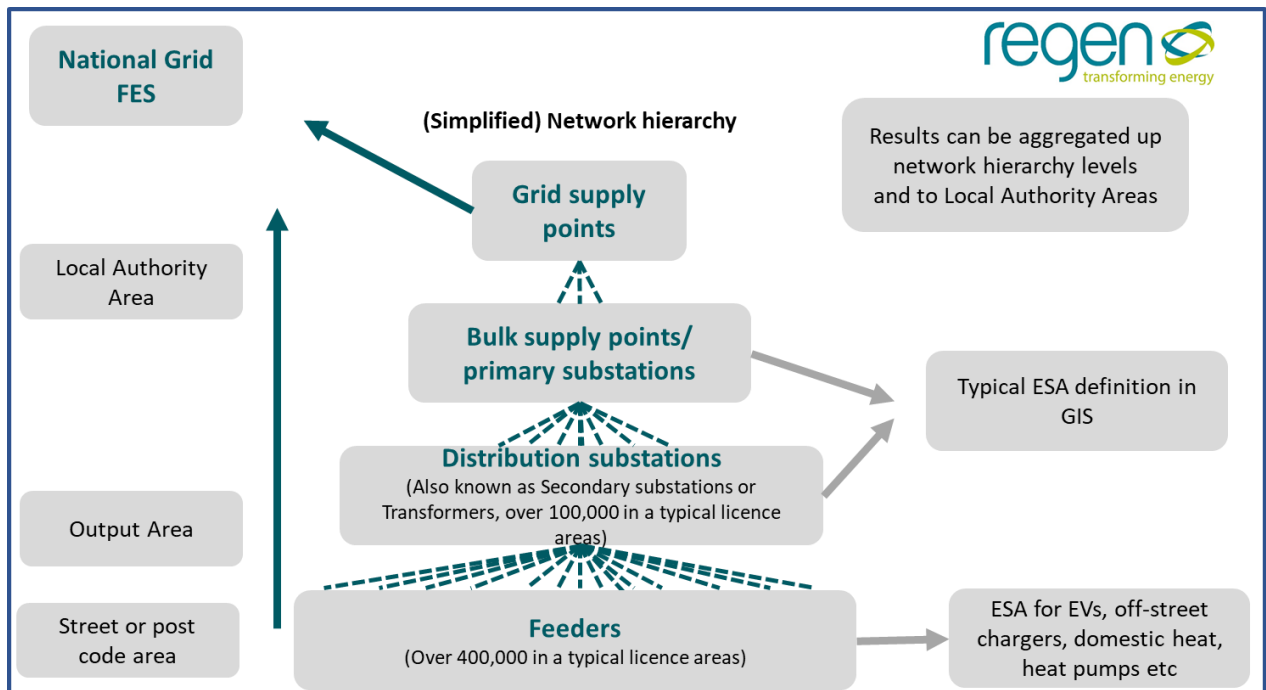 National Grid
FES
regen
transforming energy
(Simplified) Network hierarchy
Results can be aggregated up
network hierarchy levels
and to Local Authority Areas
Grid supply
points
Local Authority
Area
Bulk supply points/
primary substations
Typical ESA definition in
GIS
Distribution substations
(Also known as Secondary substations or
Transformers, over 100,000 in a typical licence
areas)
Output Area
Street or post
code area
Feeders
(Over 400,000 in a typical licence areas)
ESA for EVs, off-street
chargers, domestic heat,
heat pumps etc